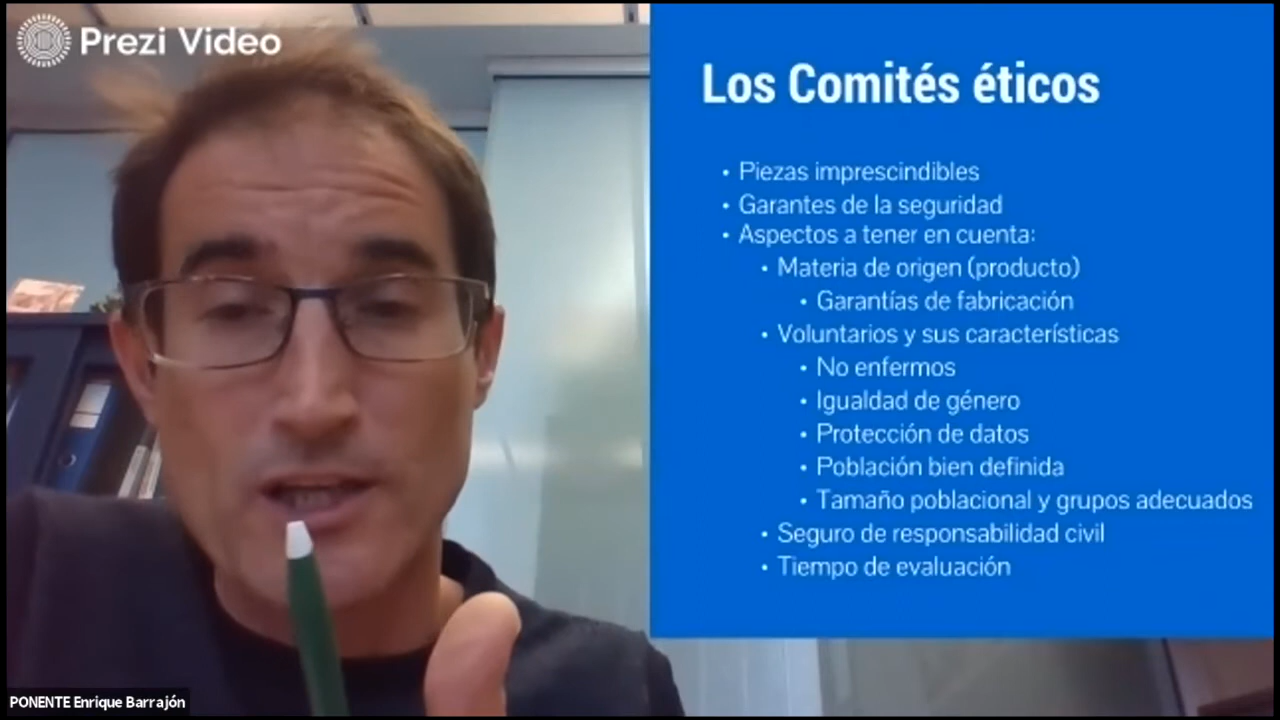 Prezi Video
Los Comités éticos
• Piezas imprescindibles
• Garantes de la seguridad
• Aspectos a tener en cuenta:
• Materia de origen (producto)
• Garantías de fabricación
• Voluntarios y sus características
• No enfermos
• Igualdad de género
• Protección de datos
• Población bien definida
• Tamaño poblacional y grupos adecuados
• Seguro de responsabilidad civil
• Tiempo de evaluación
PONENTE Enrique Barrajón